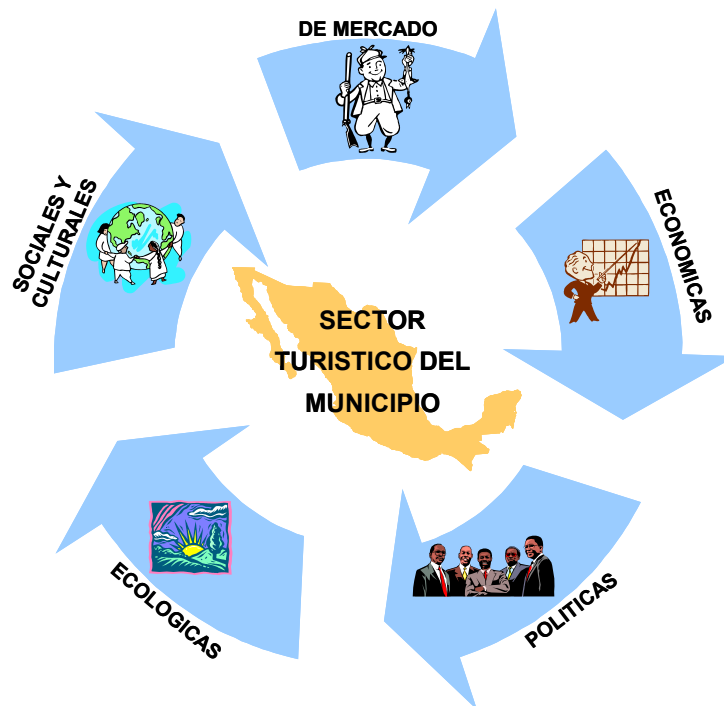 DE MERCADO
ECONOMICAS
POLITICAS
ECOLOGICAS
SOCIALES Y
CULTURALES
SECTOR
TURISTICO DEL
MUNICIPIO